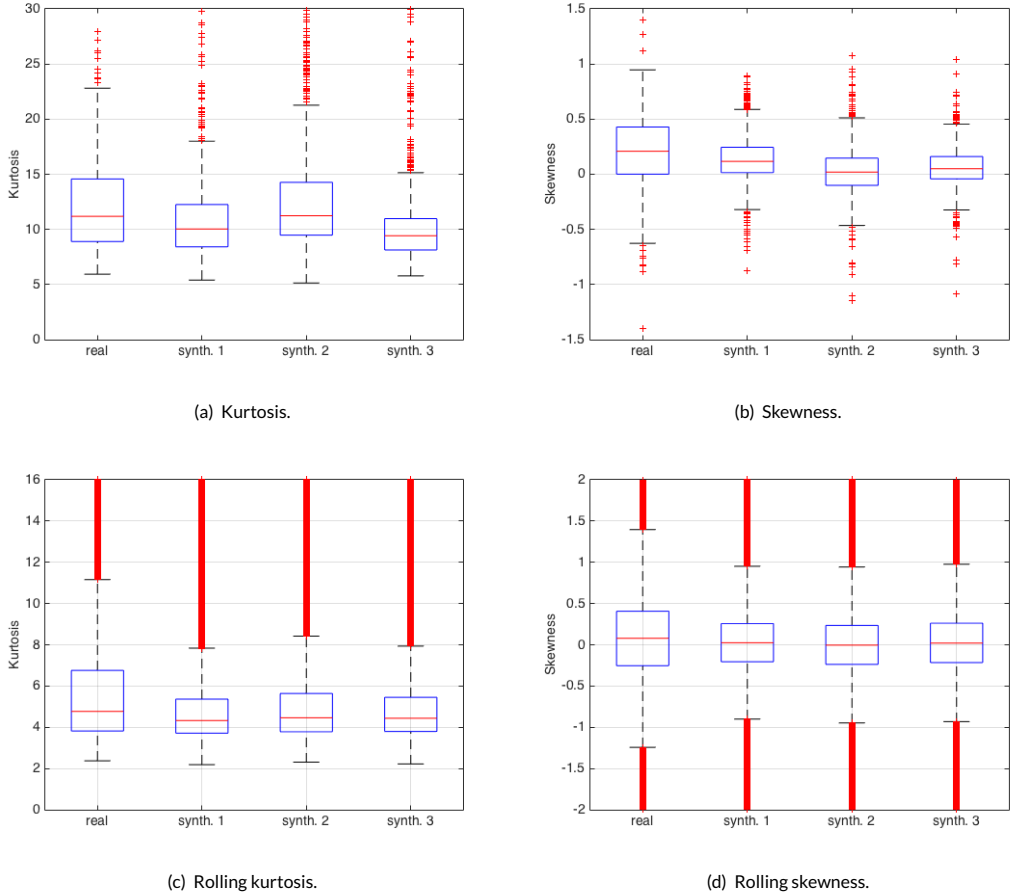 30
25
20
15
10
5
0
Kurtosis
real synth. 1 synth. 2 synth. 3
(a) Kurtosis.
1.5
1
0.5
0
-0.5
-1
-1.5
Skewness
real synth. 1 synth. 2 synth. 3
(b) Skewness.
16
14
12
10
8
6
4
2
0
Kurtosis
real synth. 1 synth. 2 synth. 3
(c) Rolling kurtosis.
2
1.5
1
0.5
0
-0.5
-1
-1.5
-2
Skewness
real synth. 1 synth. 2 synth. 3
(d) Rolling skewness.